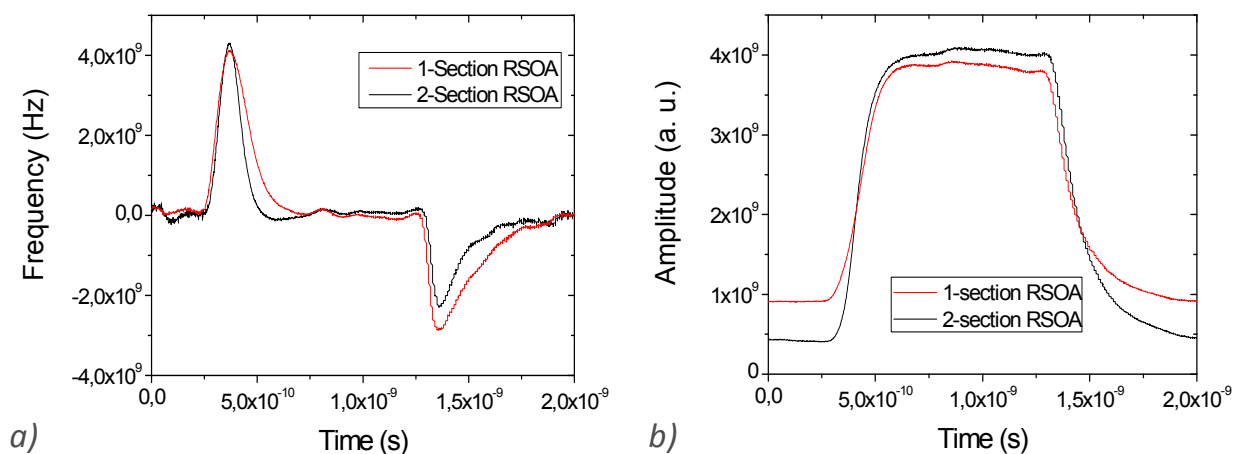 4,0x10⁹
2,0x10⁹
0,0
-2,0x10⁹
-4,0x10⁹
Frequency (Hz)
1-Section RSOA
2-Section RSOA
0,0
5,0x10⁻¹⁰
1,0x10⁻⁹
1,5x10⁻⁹
2,0x10⁻⁹
Time (s)
a)
4x10⁹
3x10⁹
2x10⁹
1x10⁹
0
Amplitude (a. u.)
1-section RSOA
2-section RSOA
0,0
5,0x10⁻¹⁰
1,0x10⁻⁹
1,5x10⁻⁹
2,0x10⁻⁹
Time (s)
b)